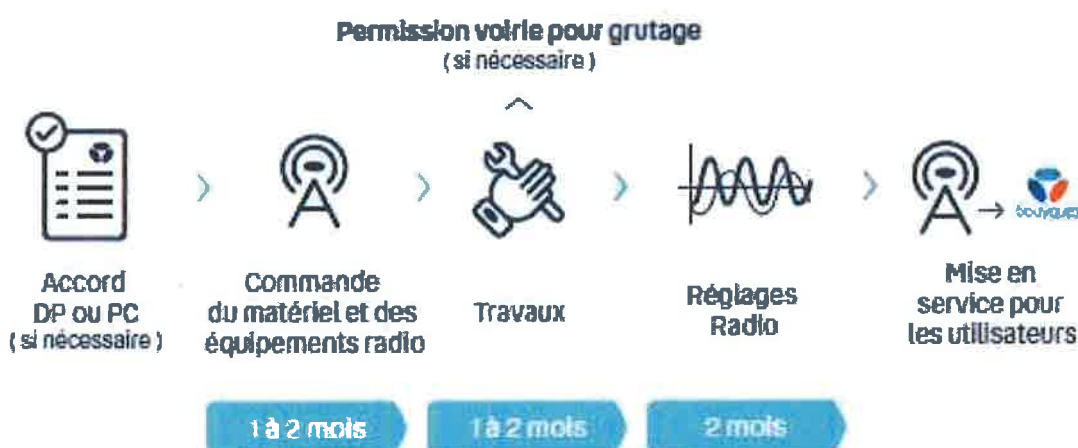 Permission voirie pour grutage
( si nécessaire )
Accord
DP ou PC
( si nécessaire )
Commande
du matériel et des
équipements radio
Travaux
Réglages
Radio
bouygues
Mise en
service pour
les utilisateurs
1 à 2 mois
1 à 2 mois
2 mois